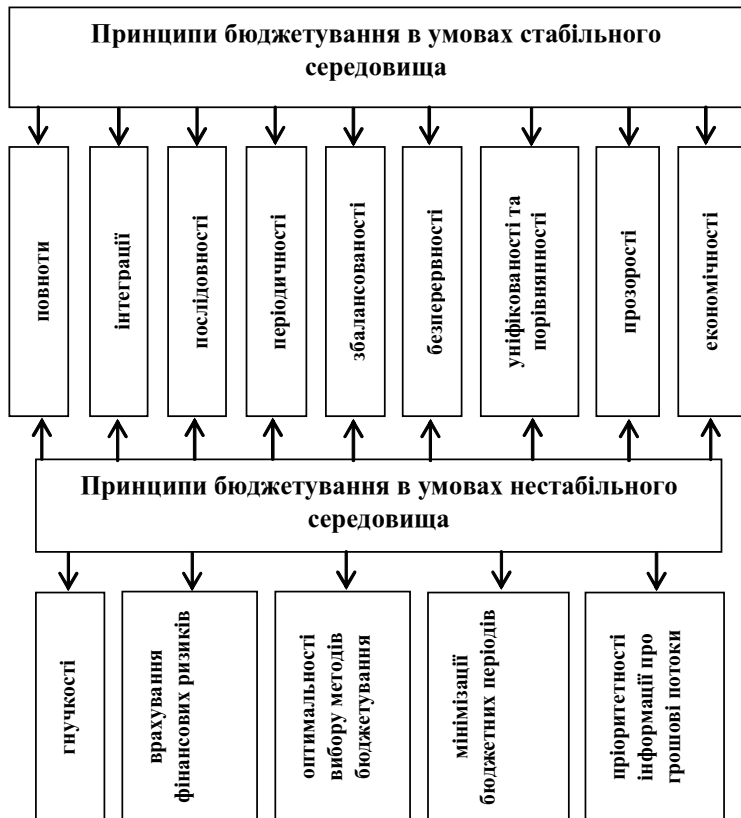 Принципи бюджетування в умовах стабільного
середовища
повноти
інтеграції
послідовності
періодичності
збалансованості
безперервності
уніфікованості та
порівнянності
прозорості
економічності
Принципи бюджетування в умовах нестабільного
середовища
гнучкості
врахування
фінансових ризиків
оптимальності
вибору методів
бюджетування
мінімізації
бюджетних періодів
пріоритетності
інформації про
грошові потоки